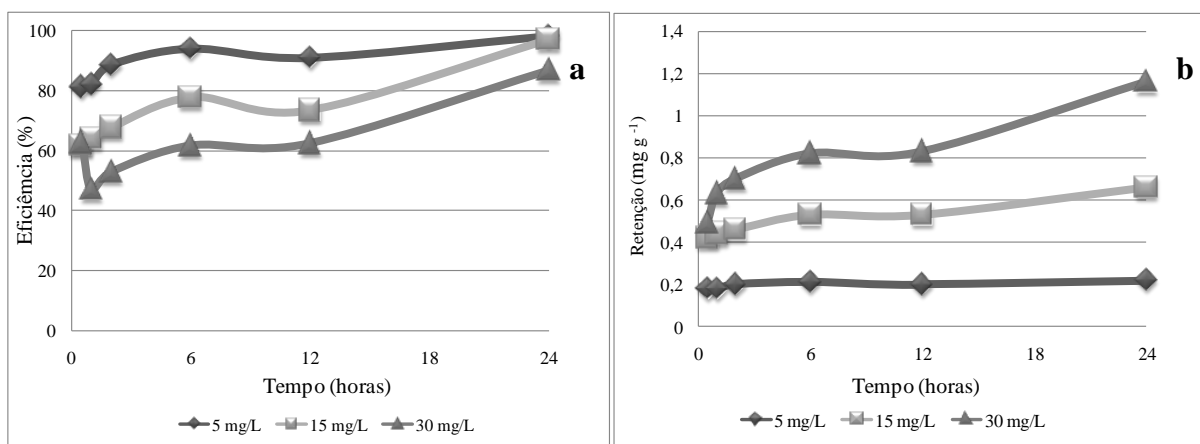 100
80
60
40
20
0
Eficiência (%)
0 6 12 18 24
Tempo (horas)
5 mg/L 15 mg/L 30 mg/L
a
1,4
1,2
1
0,8
0,6
0,4
0,2
0
Retenção (mg g⁻¹)
0 6 12 18 24
Tempo (horas)
5 mg/L 15 mg/L 30 mg/L
b